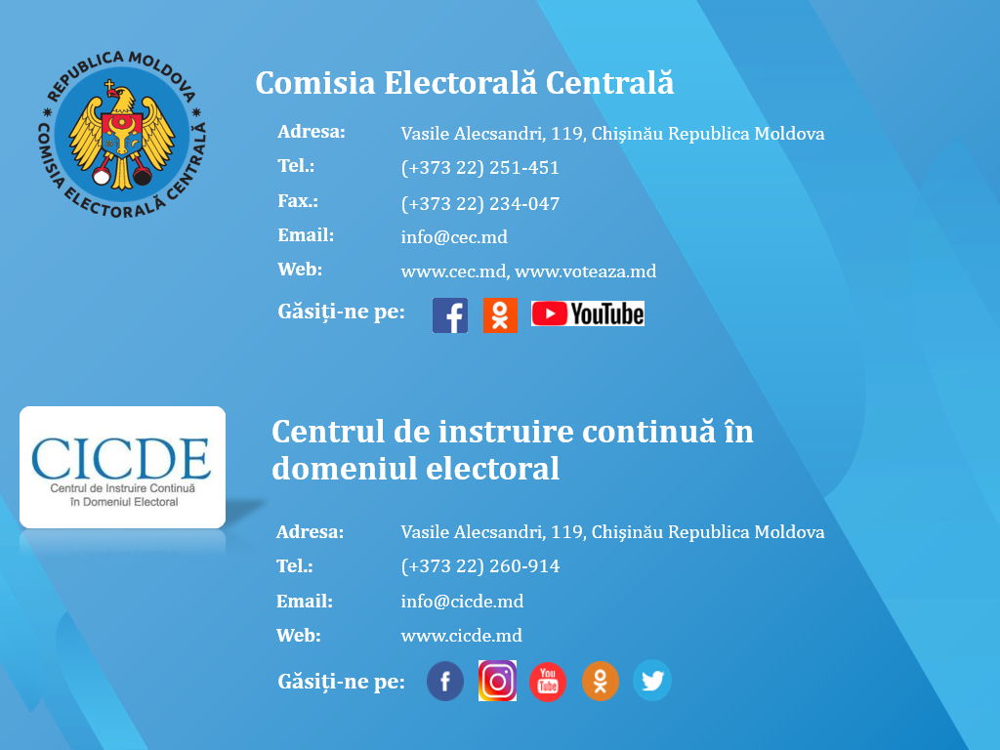 REPUBLICA MOLDOVA
COMISIA ELECTORALĂ CENTRALĂ
Comisia Electorală Centrală
Adresa: Vasile Alecsandri, 119, Chişinău Republica Moldova
Tel.: (+373 22) 251-451
Fax.: (+373 22) 234-047
Email: info@cec.md
Web: www.cec.md, www.voteaza.md
Găsiți-ne pe: YouTube
CICDE
Centrul de Instruire Continuă
în Domeniul Electoral
Centrul de instruire continuă în
domeniul electoral
Adresa: Vasile Alecsandri, 119, Chişinău Republica Moldova
Tel.: (+373 22) 260-914
Email: info@cicde.md
Web: www.cicde.md
Găsiți-ne pe: You
Tube